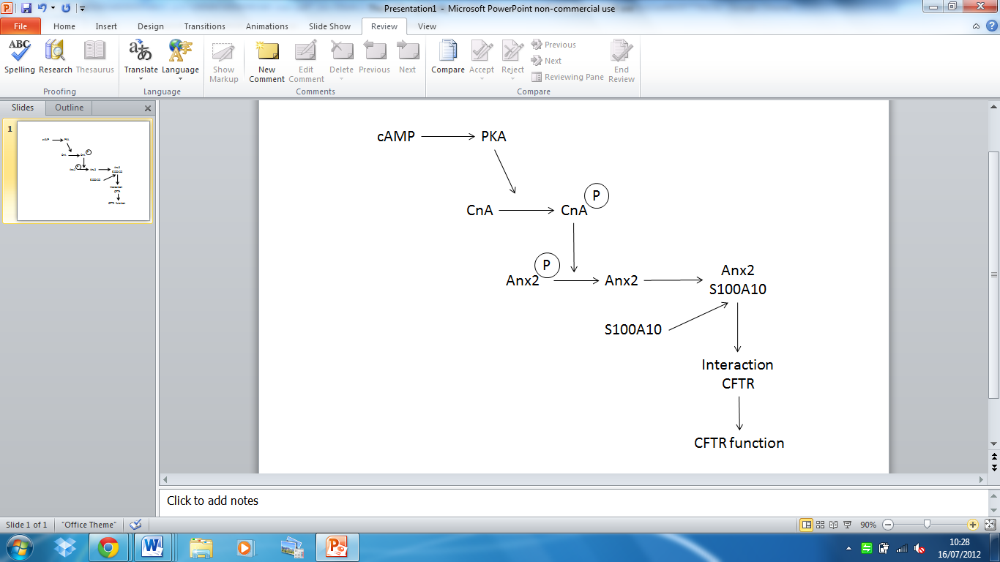 Presentation1 - Microsoft PowerPoint non-commercial use
File Home Insert Design Transitions Animations Slide Show Review View
ABC
Spelling Research Thesaurus
Proofing
Translate Language
Language
Show Markup
New Comment
Edit Comment
Delete Previous Next
Comments
Compare Accept Reject
Previous
Next
Reviewing Pane
End Review
Compare
Slides Outline
1
cAMP PKA
P
CnA CnA
P
Anx2 Anx2
Anx2
S100A10
S100A10
Interaction
CFTR
CFTR function
Click to add notes
Slide 1 of 1 "Office Theme" 90%
10:28
16/07/2012